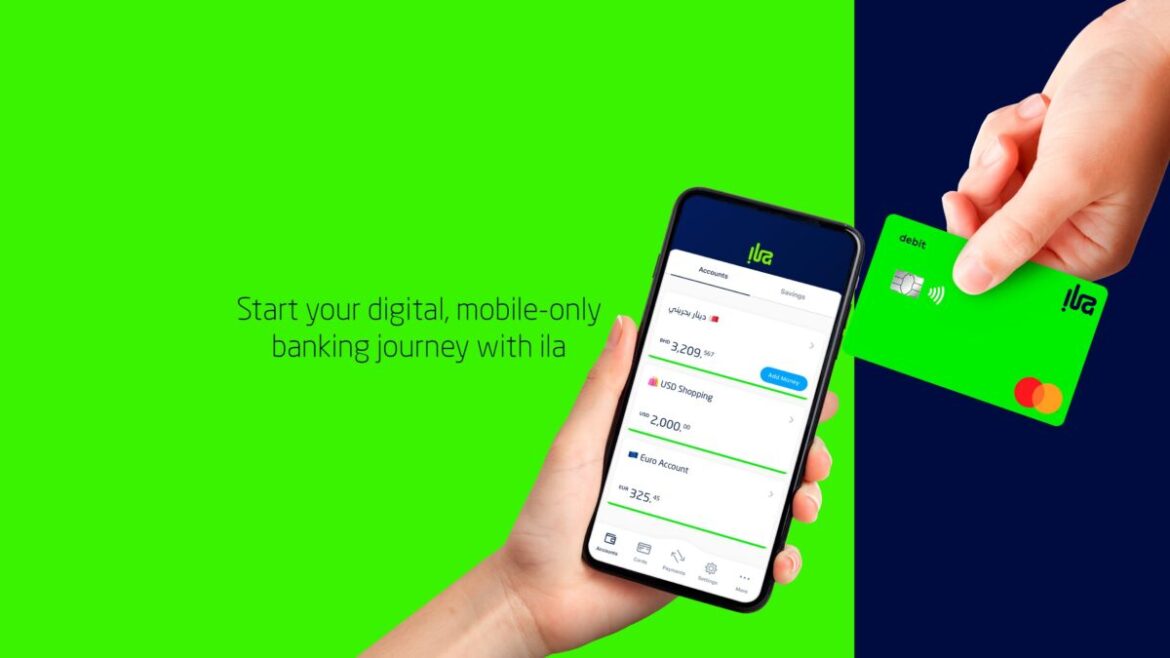 Start your digital, mobile-only
banking journey with ila
ila
Accounts
Savings
دينار بحريني
BHD 3,209.567
Add Money
USD Shopping
USD 2,000.00
Euro Account
EUR 325.45
Accounts
Cards
Payments
Settings
More
debit
ila